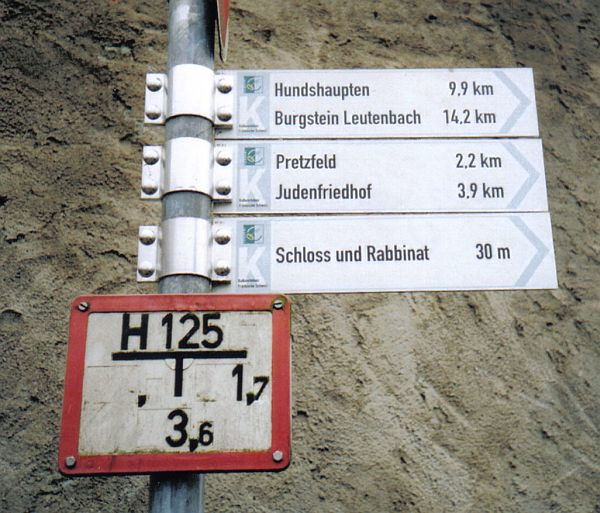 Hundshaupten 9,9 km
Burgstein Leutenbach 14,2 km
K
Pretzfeld 2,2 km
Judenfriedhof 3,9 km
K
Schloss und Rabbinat 30 m
K
H 125
1,7
3,6